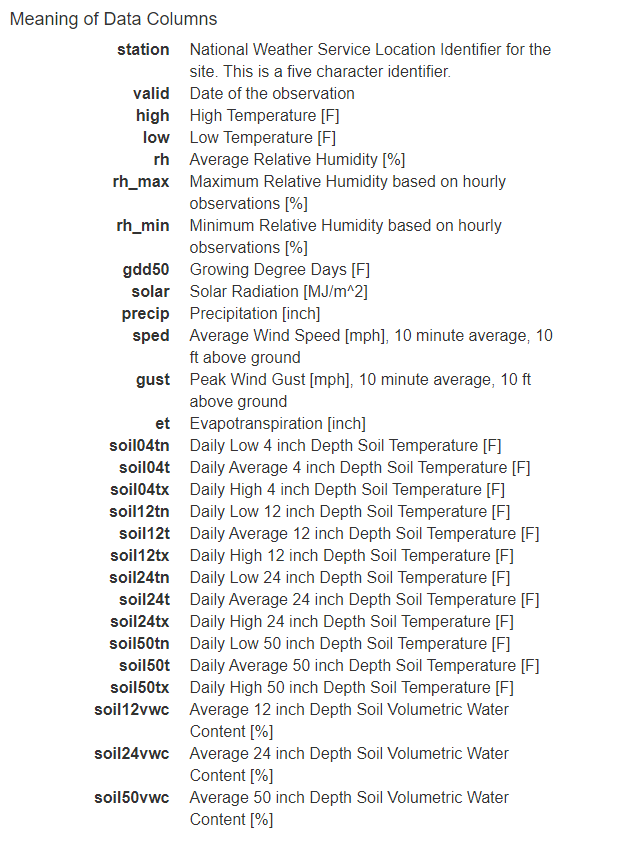 Meaning of Data Columns
station National Weather Service Location Identifier for the
site. This is a five character identifier.
valid Date of the observation
high High Temperature [F]
low Low Temperature [F]
rh Average Relative Humidity [%]
rh_max Maximum Relative Humidity based on hourly
observations [%]
rh_min Minimum Relative Humidity based on hourly
observations [%]
gdd50 Growing Degree Days [F]
solar Solar Radiation [MJ/m^2]
precip Precipitation [inch]
sped Average Wind Speed [mph], 10 minute average, 10
ft above ground
gust Peak Wind Gust [mph], 10 minute average, 10 ft
above ground
et Evapotranspiration [inch]
soil04tn Daily Low 4 inch Depth Soil Temperature [F]
soil04t Daily Average 4 inch Depth Soil Temperature [F]
soil04tx Daily High 4 inch Depth Soil Temperature [F]
soil12tn Daily Low 12 inch Depth Soil Temperature [F]
soil12t Daily Average 12 inch Depth Soil Temperature [F]
soil12tx Daily High 12 inch Depth Soil Temperature [F]
soil24tn Daily Low 24 inch Depth Soil Temperature [F]
soil24t Daily Average 24 inch Depth Soil Temperature [F]
soil24tx Daily High 24 inch Depth Soil Temperature [F]
soil50tn Daily Low 50 inch Depth Soil Temperature [F]
soil50t Daily Average 50 inch Depth Soil Temperature [F]
soil50tx Daily High 50 inch Depth Soil Temperature [F]
soil12vwc Average 12 inch Depth Soil Volumetric Water
Content [%]
soil24vwc Average 24 inch Depth Soil Volumetric Water
Content [%]
soil50vwc Average 50 inch Depth Soil Volumetric Water
Content [%]